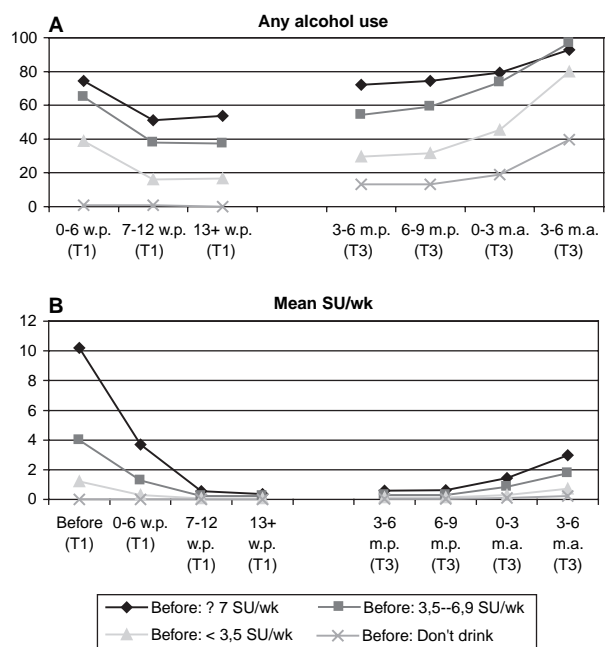 A Any alcohol use
100
80
60
40
20
0
0-6 w.p. 7-12 w.p. 13+ w.p. 3-6 m.p. 6-9 m.p. 0-3 m.a. 3-6 m.a.
(T1) (T1) (T1) (T3) (T3) (T3) (T3)
B Mean SU/wk
12
10
8
6
4
2
0
Before 0-6 w.p. 7-12 13+ 3-6 6-9 0-3 3-6
(T1) (T1) w.p. w.p. m.p. m.p. m.a. m.a.
(T1) (T1) (T3) (T3) (T3) (T3)
Before: ? 7 SU/wk Before: 3,5--6,9 SU/wk
Before: < 3,5 SU/wk Before: Don't drink